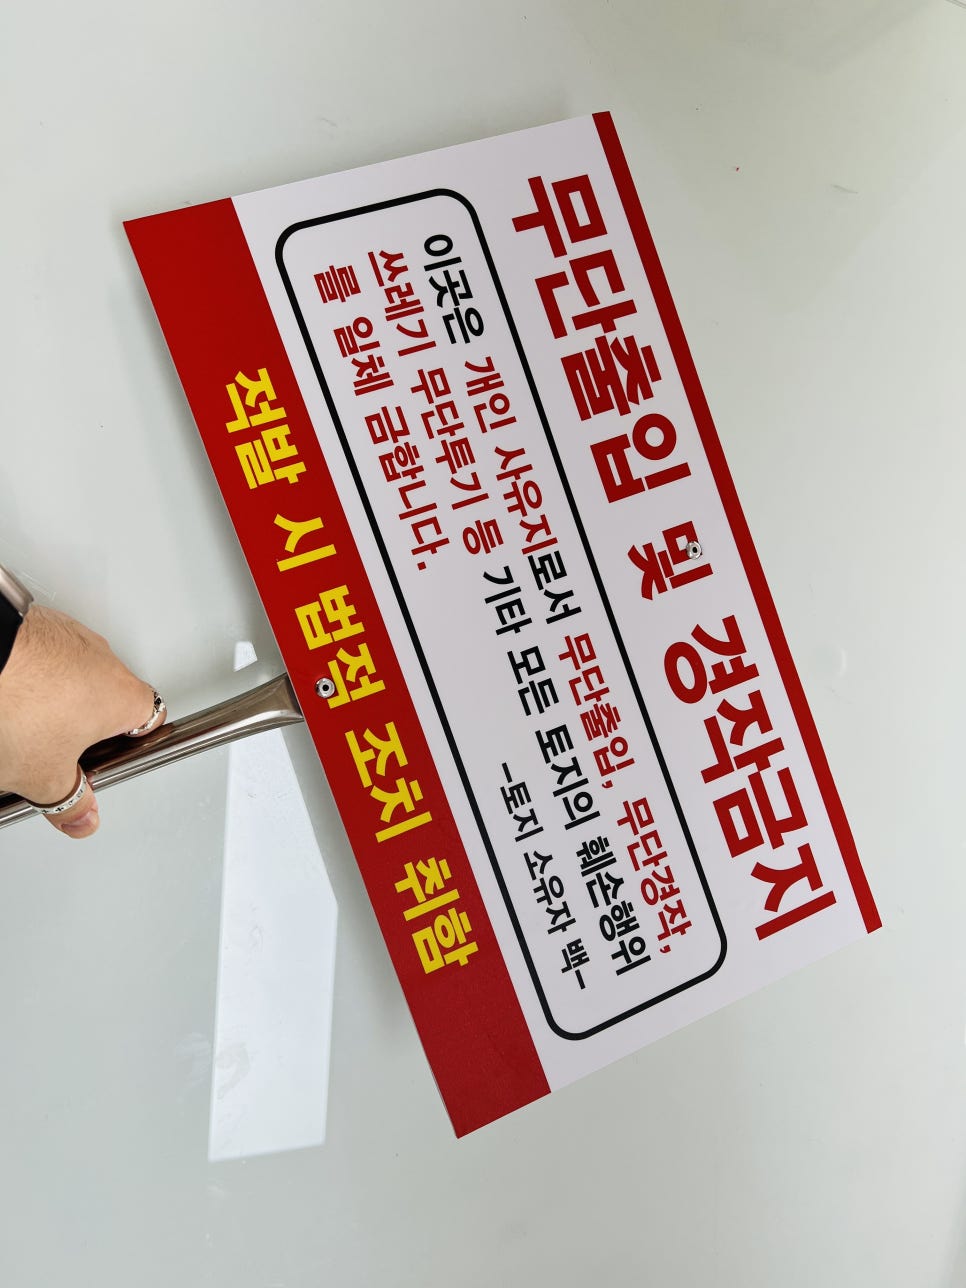 무단출입 및 경작금지
이곳은 개인 사유지로서 무단출입, 무단경작,
쓰레기 무단투기 등 기타 모든 토지의 훼손행위
를 일체 금합니다.
-토지 소유자 백-
적발 시 법적 조치 취함